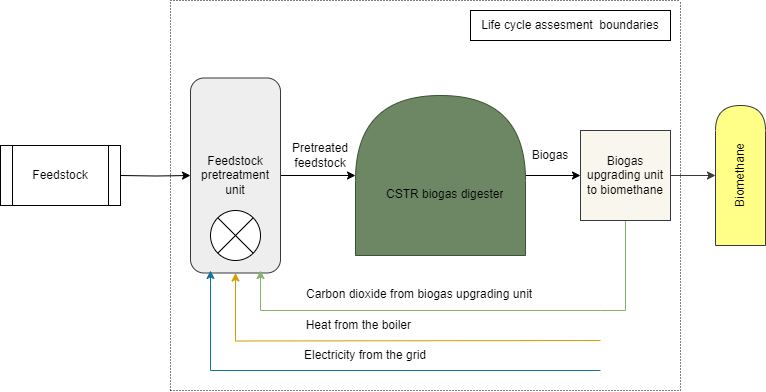 Life cycle assesment  boundaries
Feedstock
Feedstock
pretreatment
unit
Pretreated
feedstock
CSTR biogas digester
Biogas
Biogas
upgrading unit
to biomethane
Biomethane
Carbon dioxide from biogas upgrading unit
Heat from the boiler
Electricity from the grid